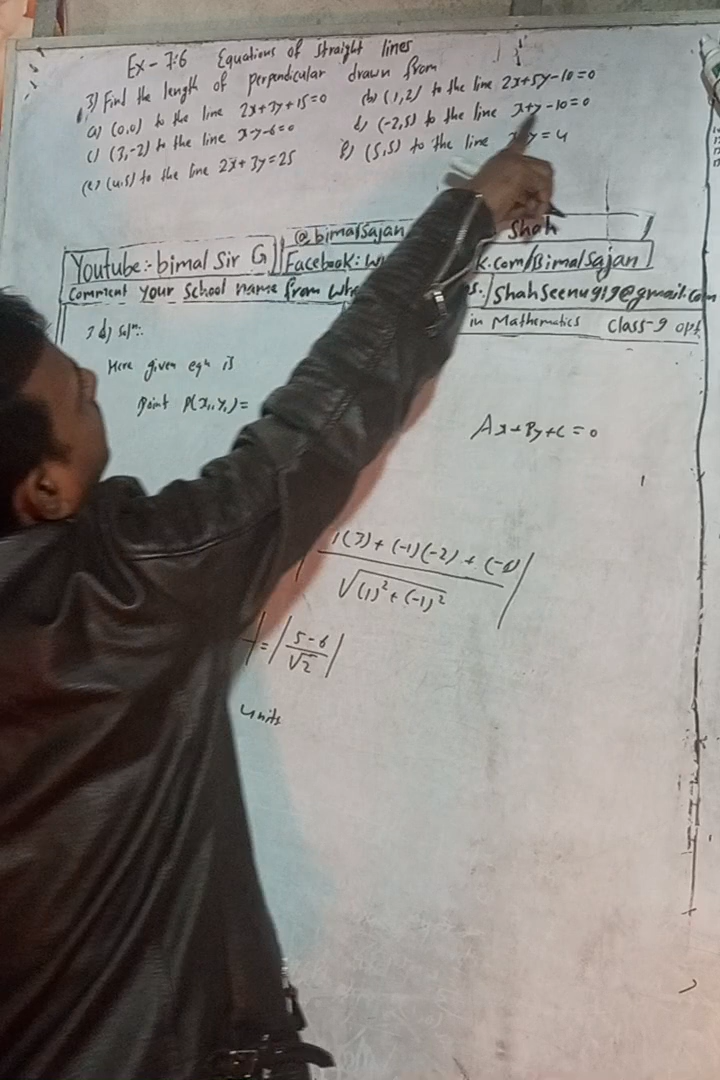 Ex - 7.6 Equations of straight lines
3) Find the length of perpendicular drawn from
a) (0,0) to the line 2x+3y+15=0 (b) (1,2) to the line 2x+5y-10=0
c) (3,-2) to the line x-y-6=0 d) (-2,5) to the line x+y-10=0
(e) (4,5) to the line 2x+3y=25 f) (5,5) to the line y=4
@bimalsajan Shah
Youtube:- bimal Sir G Facebook: k.com/Bimalsajan
Comment your School name from s./shahseenu919@gmail.com
in Mathematics Class-9 opt
3 d) Soln:
Here given eqn is
Point P(x₁,y₁)=
Ax+By+C=0
|1(3)+(-1)(-2)+(-6)|
√(1)²+(-1)²
=|5-6/√2|
units